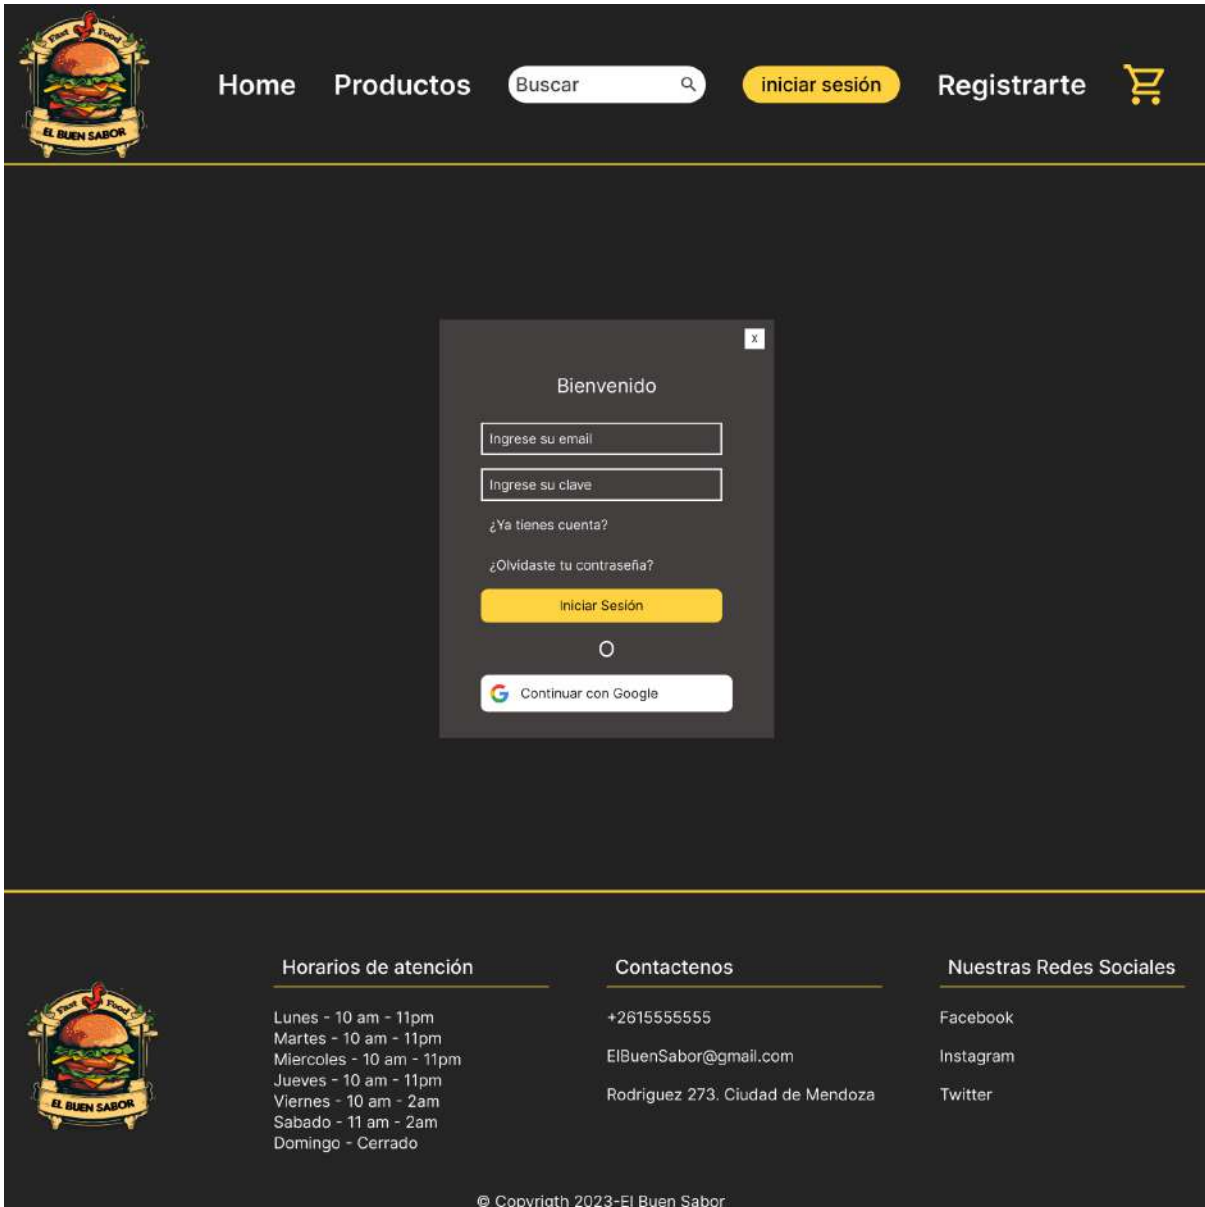 Fast Food
EL BUEN SABOR
Home
Productos
Buscar
iniciar sesión
Registrarte
X
Bienvenido
Ingrese su email
Ingrese su clave
¿Ya tienes cuenta?
¿Olvidaste tu contraseña?
Iniciar Sesión
O
Continuar con Google
Fast Food
EL BUEN SABOR
Horarios de atención
Lunes - 10 am - 11pm
Martes - 10 am - 11pm
Miercoles - 10 am - 11pm
Jueves - 10 am - 11pm
Viernes - 10 am - 2am
Sabado - 11 am - 2am
Domingo - Cerrado
Contactenos
+2615555555
ElBuenSabor@gmail.com
Rodriguez 273. Ciudad de Mendoza
Nuestras Redes Sociales
Facebook
Instagram
Twitter
© Copyrigth 2023-El Buen Sabor